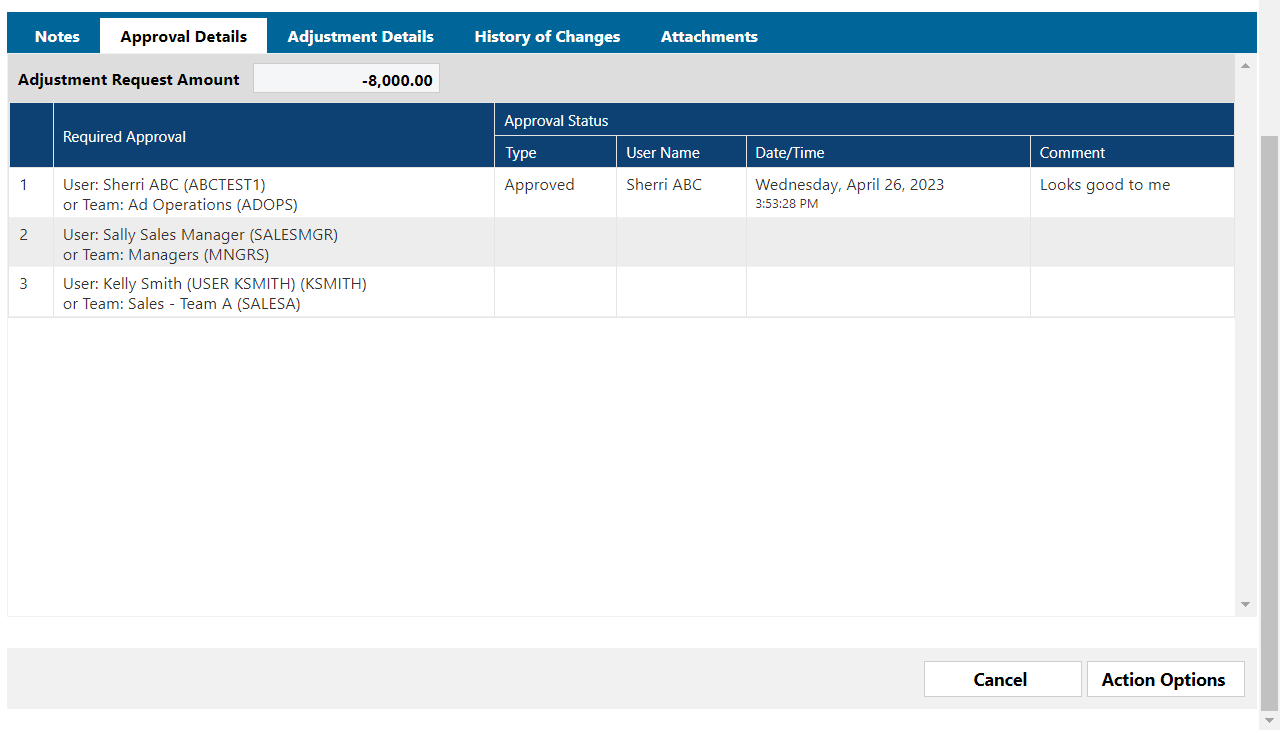 Notes Approval Details Adjustment Details History of Changes Attachments
Adjustment Request Amount -8,000.00
Required Approval
Approval Status
Type User Name Date/Time Comment
1 User: Sherri ABC (ABCTEST1) Approved Sherri ABC Wednesday, April 26, 2023 Looks good to me
or Team: Ad Operations (ADOPS) 3:53:28 PM
2 User: Sally Sales Manager (SALESMGR)
or Team: Managers (MNGRS)
3 User: Kelly Smith (USER KSMITH) (KSMITH)
or Team: Sales - Team A (SALESA)
Cancel Action Options